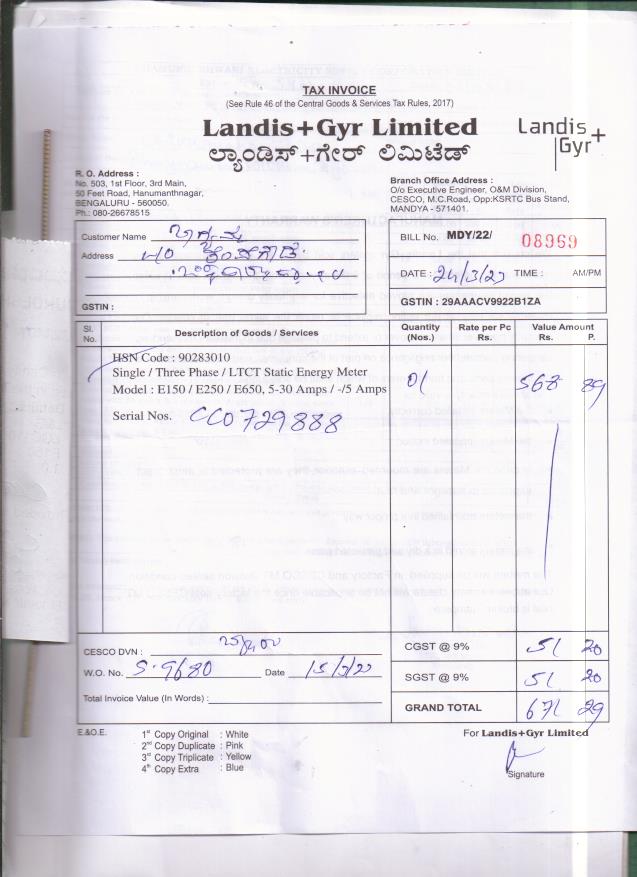 TAX INVOICE
(See Rule 46 of the Central Goods & Services Tax Rules, 2017)
Landis+Gyr Limited
ಲ್ಯಾಂಡಿಸ್+ಗೇರ್ ಲಿಮಿಟೆಡ್
Landis+
Gyr
R. O. Address :
No. 503, 1st Floor, 3rd Main,
50 Feet Road, Hanumanthnagar,
BENGALURU - 560050.
Ph.: 080-26678515
Branch Office Address :
O/o Executive Engineer, O&M Division,
CESCO, M.C.Road, Opp:KSRTC Bus Stand,
MANDYA - 571401.
Customer Name
Address
GSTIN :
BILL No. MDY/22/ 08969
DATE : 24/3/23 TIME : AM/PM
GSTIN : 29AAACV9922B1ZA
Sl. No. Description of Goods / Services Quantity (Nos.) Rate per Pc Rs. Value Amount Rs. P.
HSN Code : 90283010
Single / Three Phase / LTCT Static Energy Meter
Model : E150 / E250 / E650, 5-30 Amps / -/5 Amps 01 568 89
Serial Nos. CC0729888
CESCO DVN :
W.O. No. S-9680 Date 15/3/23
Total Invoice Value (In Words) :
CGST @ 9% 51 20
SGST @ 9% 51 20
GRAND TOTAL 671 29
E.&O.E.
1st Copy Original : White
2nd Copy Duplicate : Pink
3rd Copy Triplicate : Yellow
4th Copy Extra : Blue
For Landis+Gyr Limited
Signature